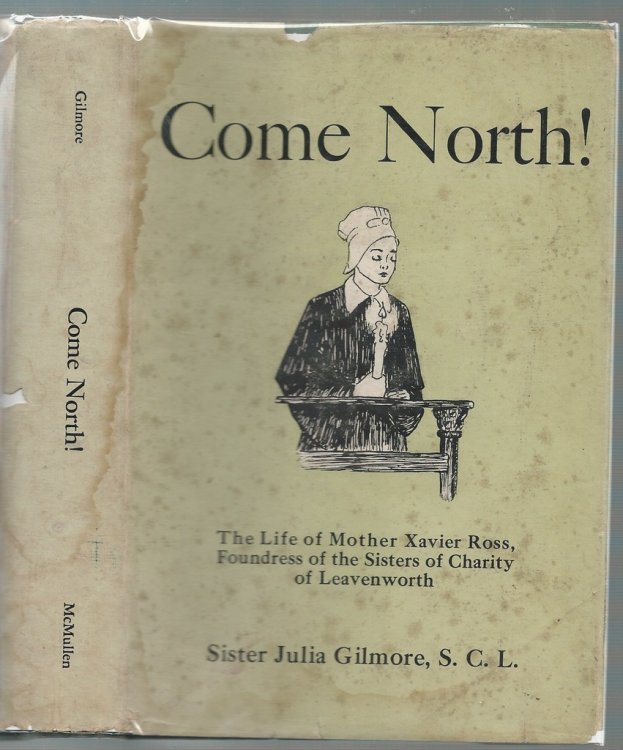 Gilmore
Come North!
McMullen
Come North!
The Life of Mother Xavier Ross,
Foundress of the Sisters of Charity
of Leavenworth
Sister Julia Gilmore, S. C. L.